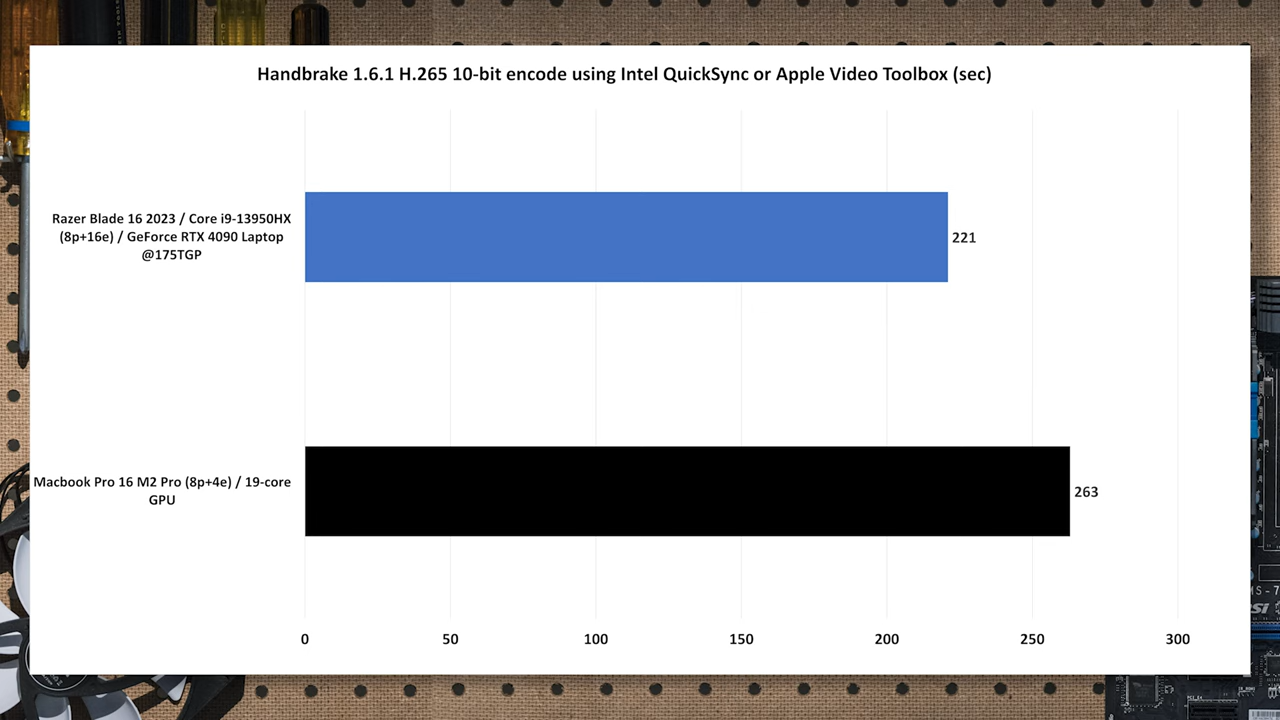 Handbrake 1.6.1 H.265 10-bit encode using Intel QuickSync or Apple Video Toolbox (sec)
Razer Blade 16 2023 / Core i9-13950HX
(8p+16e) / GeForce RTX 4090 Laptop
@175TGP
221
Macbook Pro 16 M2 Pro (8p+4e) / 19-core
GPU
263
0 50 100 150 200 250 300